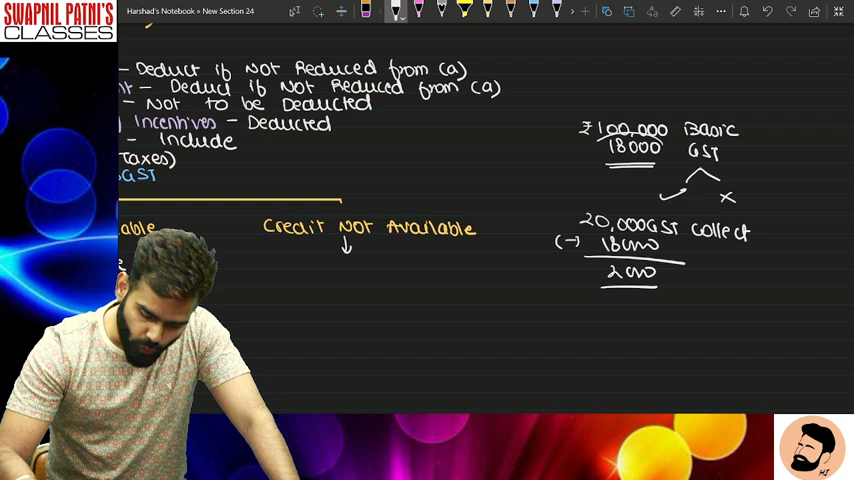 SWAPNIL PATNI'S
CLASSES
Harshad's Notebook » New Section 24
- Deduct if Not Reduced from (a)
nt - Deduct if Not Reduced from (a)
- Not to be Deducted
) Incentives - Deducted
- Include
Taxes)
GST
able
Credit Not Available
₹100,000 Basic
18000 GST
✓ ×
20,000 GST collect
(-) 18000
2000
HS